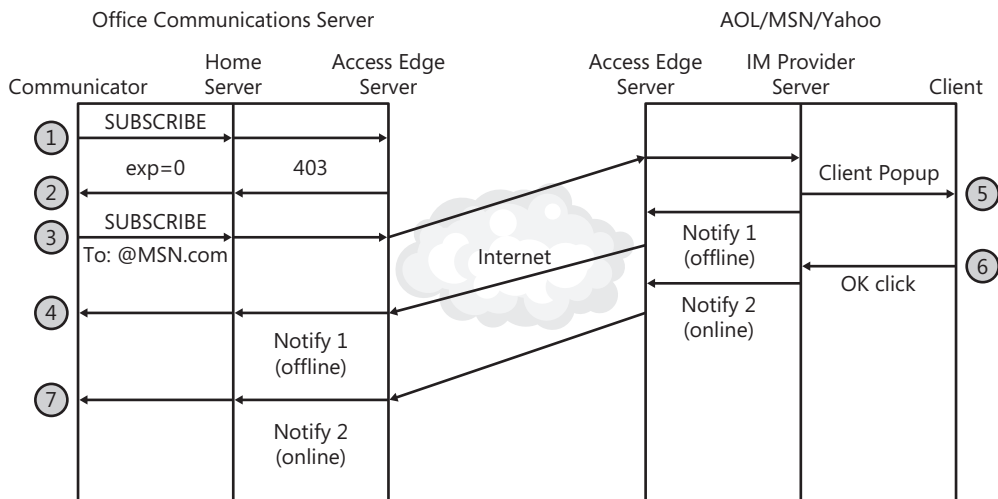 Office Communications Server
AOL/MSN/Yahoo
Communicator
Home
Server
Access Edge
Server
Access Edge
Server
IM Provider
Server
Client
1
SUBSCRIBE
exp=0
403
2
Client Popup
5
3
SUBSCRIBE
To: @MSN.com
Internet
Notify 1
(offline)
6
OK click
4
Notify 1
(offline)
Notify 2
(online)
7
Notify 2
(online)